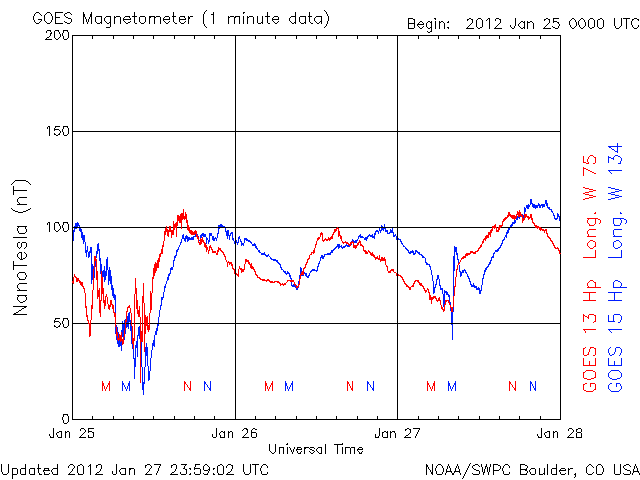 GOES Magnetometer (1 minute data)
Begin: 2012 Jan 25 0000 UTC
200
150
100
50
0
NanoTesla (nT)
M M N N M M N N M M N N
Jan 25 Jan 26 Jan 27 Jan 28
Universal Time
GOES 13 Hp Long. W 75
GOES 15 Hp Long. W 134
Updated 2012 Jan 27 23:59:02 UTC
NOAA/SWPC Boulder, CO USA